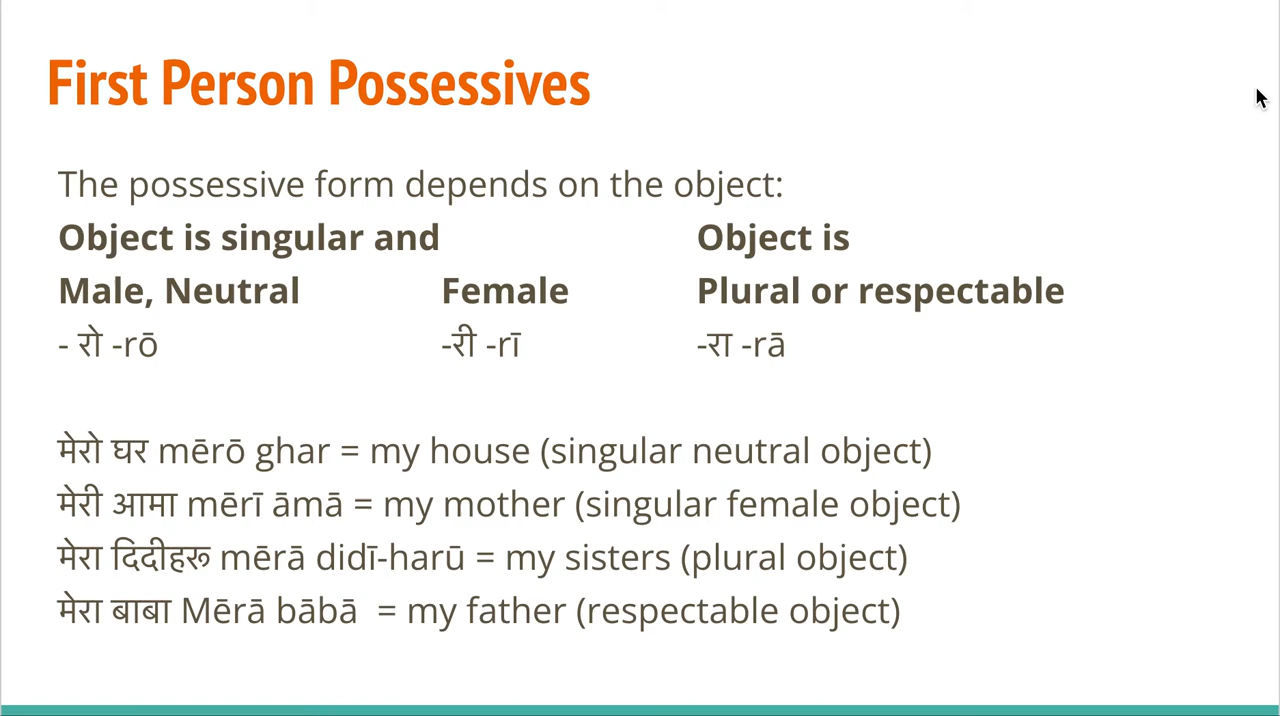 First Person Possessives
The possessive form depends on the object:
Object is singular and Object is
Male, Neutral Female Plural or respectable
- रो -rō -री -rī -रा -rā
मेरो घर mērō ghar = my house (singular neutral object)
मेरी आमा mērī āmā = my mother (singular female object)
मेरा दिदीहरू mērā didī-harū = my sisters (plural object)
मेरा बाबा Mērā bābā = my father (respectable object)